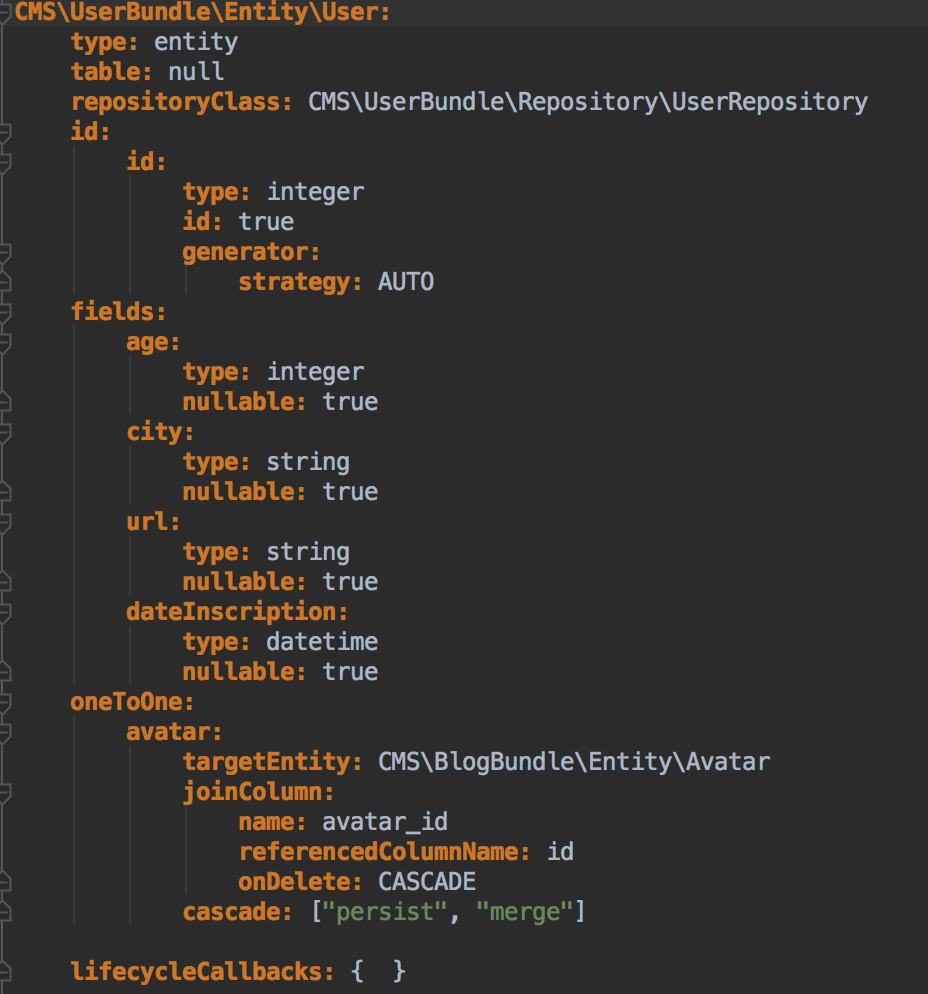 CMS\UserBundle\Entity\User:
    type: entity
    table: null
    repositoryClass: CMS\UserBundle\Repository\UserRepository
    id:
        id:
            type: integer
            id: true
            generator:
                strategy: AUTO
    fields:
        age:
            type: integer
            nullable: true
        city:
            type: string
            nullable: true
        url:
            type: string
            nullable: true
        dateInscription:
            type: datetime
            nullable: true
    oneToOne:
        avatar:
            targetEntity: CMS\BlogBundle\Entity\Avatar
            joinColumn:
                name: avatar_id
                referencedColumnName: id
                onDelete: CASCADE
            cascade: ["persist", "merge"]

    lifecycleCallbacks: {  }